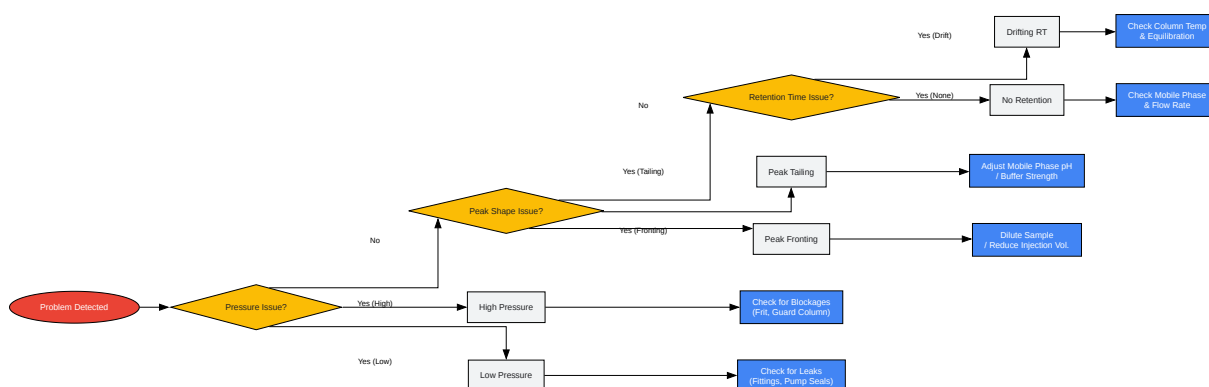 Yes (Drift)
Drifting RT
Check Column Temp
& Equilibration
Retention Time Issue?
Yes (None)
No Retention
Check Mobile Phase
& Flow Rate
No
Yes (Tailing)
Peak Tailing
Adjust Mobile Phase pH
/ Buffer Strength
Peak Shape Issue?
Yes (Fronting)
Peak Fronting
Dilute Sample
/ Reduce Injection Vol.
No
Problem Detected
Pressure Issue?
Yes (High)
High Pressure
Check for Blockages
(Frit, Guard Column)
Yes (Low)
Low Pressure
Check for Leaks
(Fittings, Pump Seals)